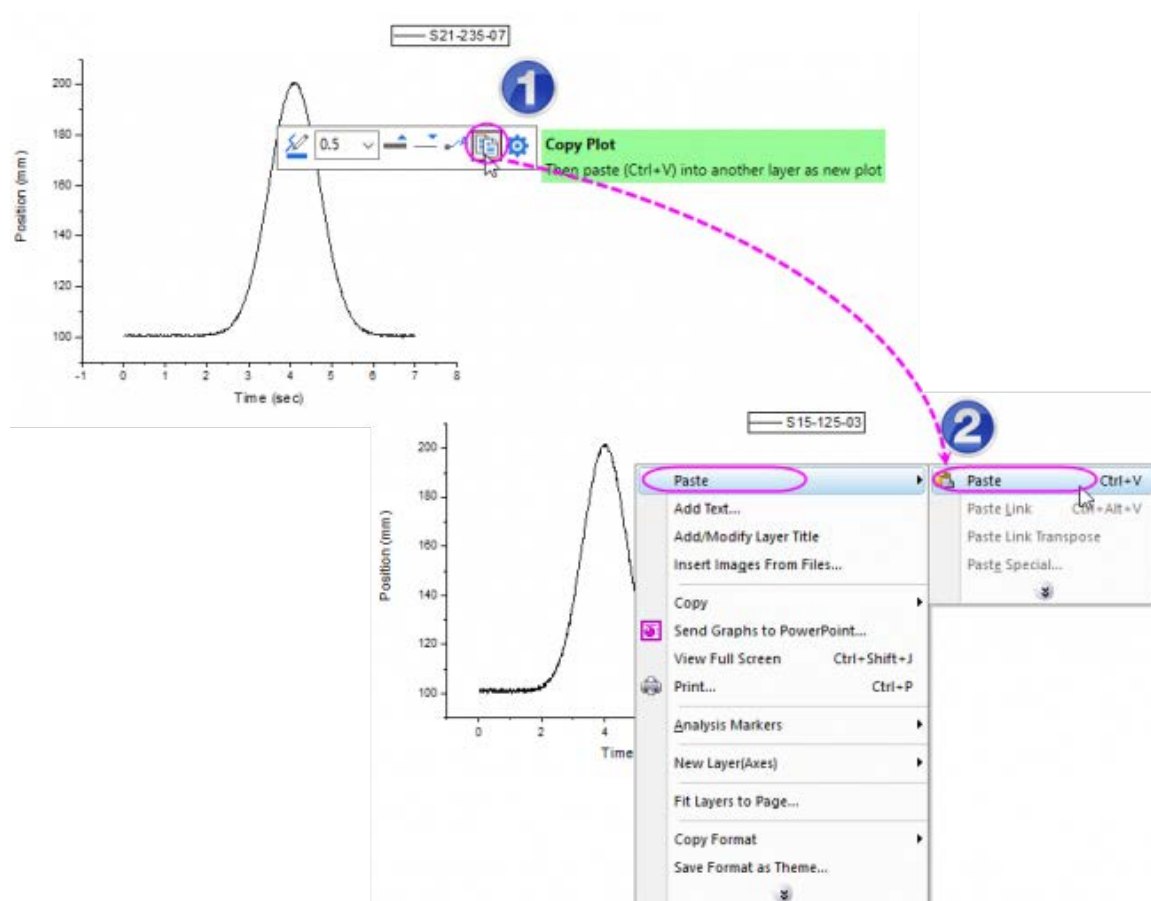 S21-235-07
1
200
180
160
140
120
100
Position (mm)
0.5
Copy Plot
Then paste (Ctrl+V) into another layer as new plot
-1 0 1 2 3 4 5 6 7 8
Time (sec)
2
S15-125-03
200
180
160
140
120
100
Position (mm)
0 2 4
Time
Paste
Add Text...
Add/Modify Layer Title
Insert Images From Files...
Copy
Send Graphs to PowerPoint...
View Full Screen Ctrl+Shift+J
Print... Ctrl+P
Analysis Markers
New Layer(Axes)
Fit Layers to Page...
Copy Format
Save Format as Theme...
Paste Ctrl+V
Paste Link Ctrl+Alt+V
Paste Link Transpose
Paste Special...